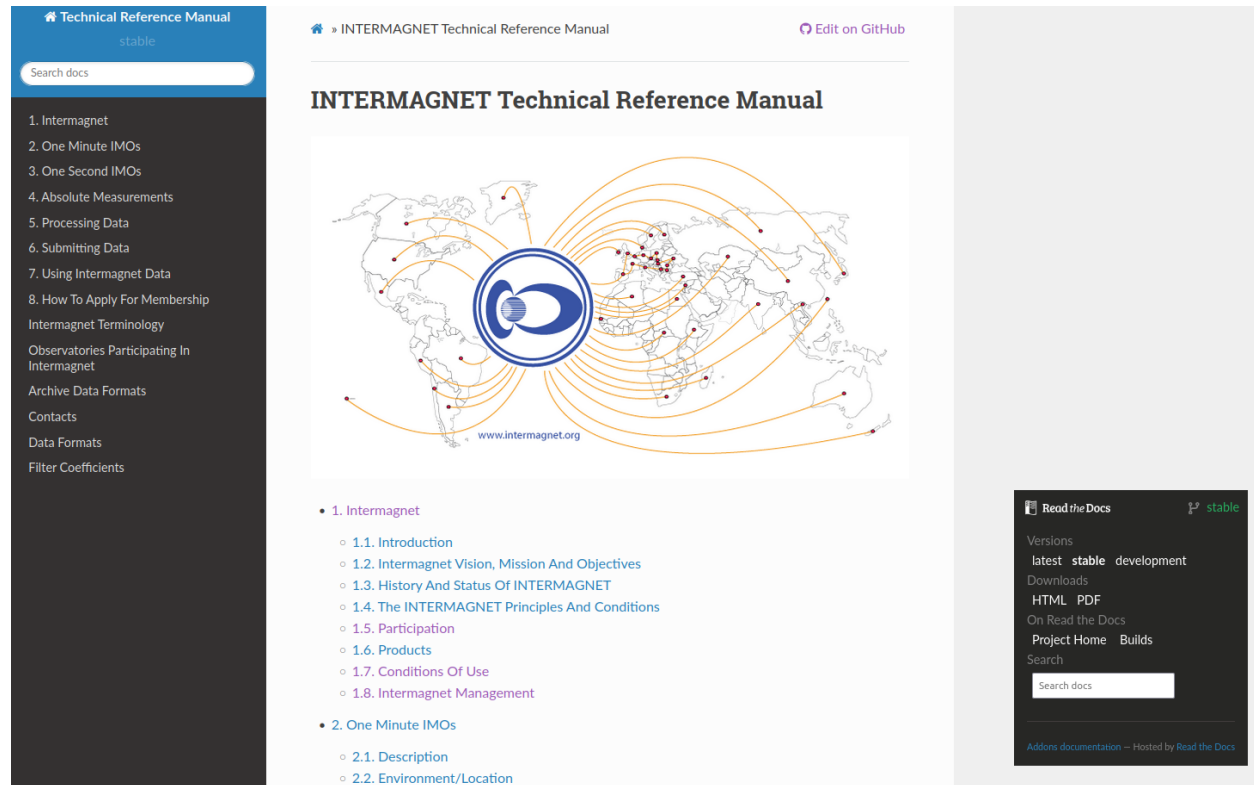 Technical Reference Manual
stable
Search docs
1. Intermagnet
2. One Minute IMOs
3. One Second IMOs
4. Absolute Measurements
5. Processing Data
6. Submitting Data
7. Using Intermagnet Data
8. How To Apply For Membership
Intermagnet Terminology
Observatories Participating In
Intermagnet
Archive Data Formats
Contacts
Data Formats
Filter Coefficients
» INTERMAGNET Technical Reference Manual
Edit on GitHub
INTERMAGNET Technical Reference Manual
www.intermagnet.org
1. Intermagnet
1.1. Introduction
1.2. Intermagnet Vision, Mission And Objectives
1.3. History And Status Of INTERMAGNET
1.4. The INTERMAGNET Principles And Conditions
1.5. Participation
1.6. Products
1.7. Conditions Of Use
1.8. Intermagnet Management
2. One Minute IMOs
2.1. Description
2.2. Environment/Location
Read the Docs
stable
Versions
latest stable development
Downloads
HTML PDF
On Read the Docs
Project Home Builds
Search
Search docs
Addons documentation — Hosted by Read the Docs